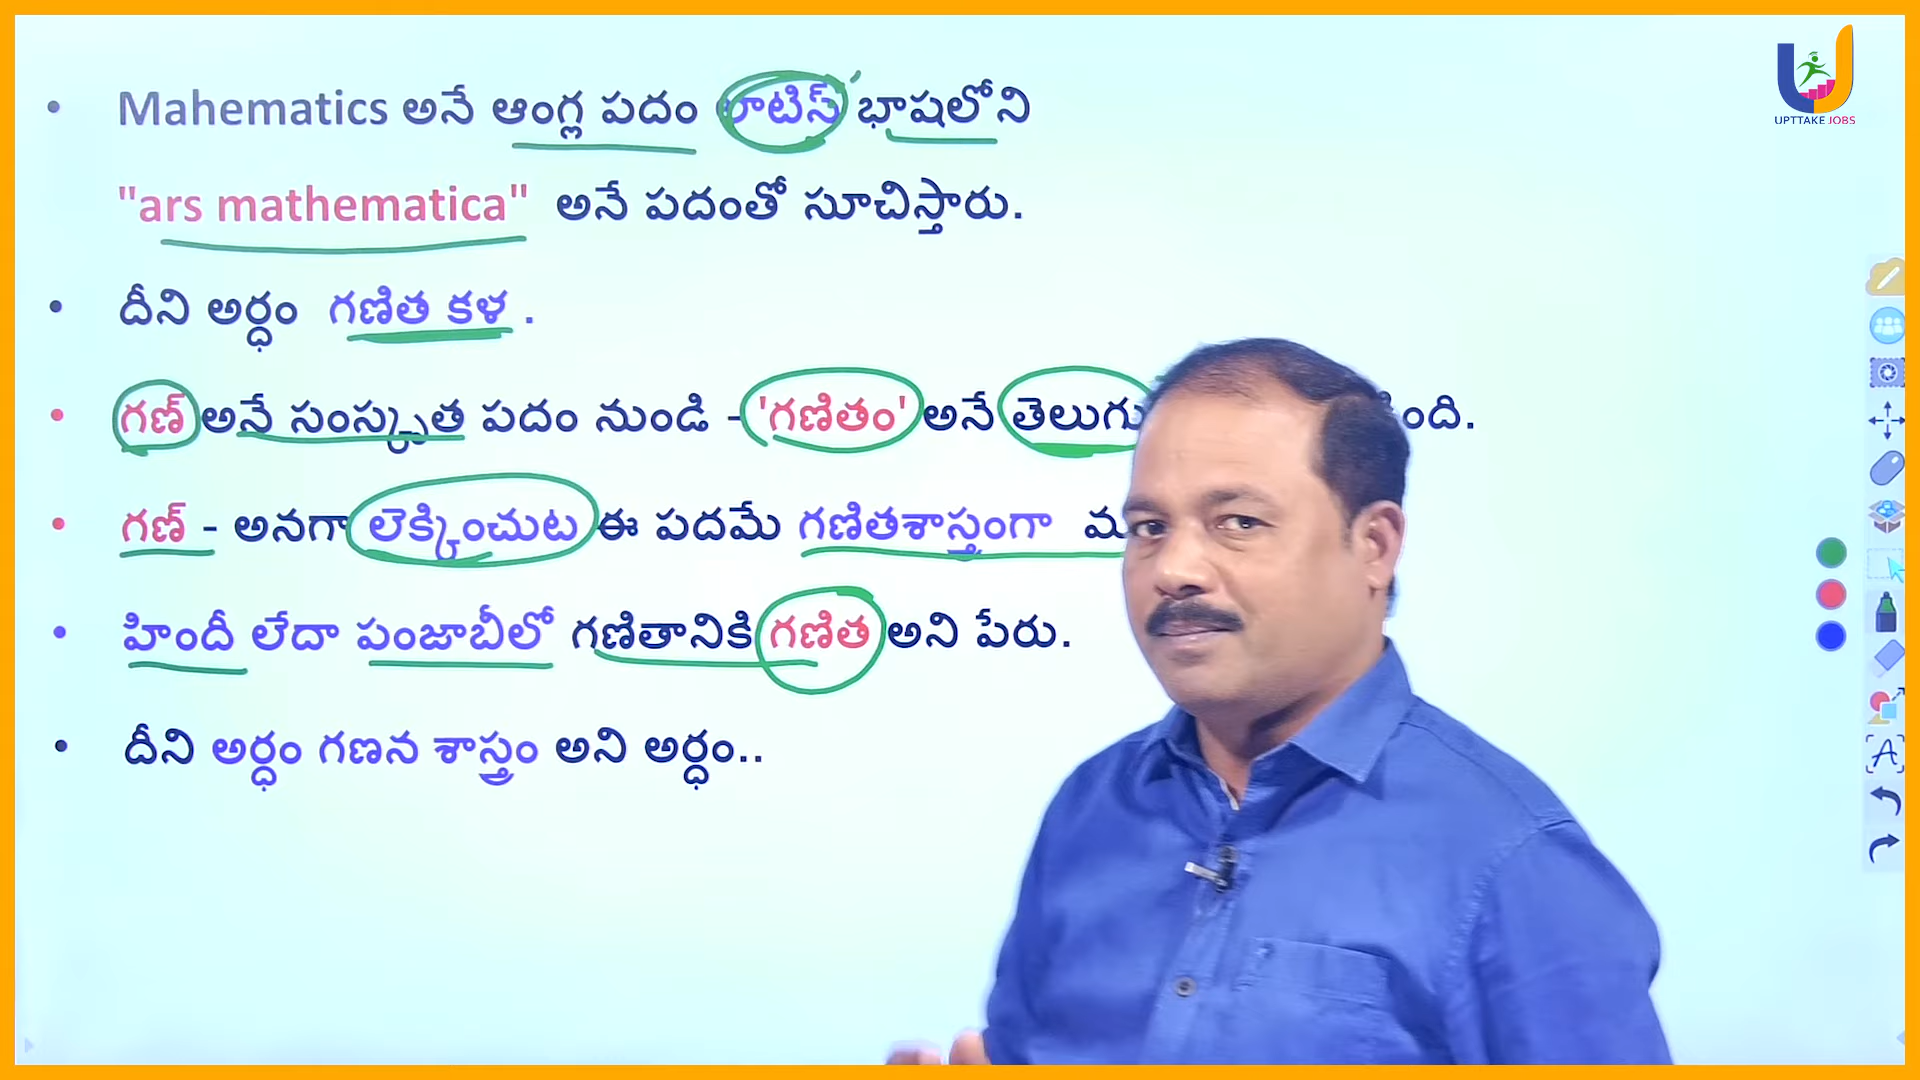 UPTTAKE JOBS
• Mahematics అనే ఆంగ్ల పదం లాటిన్ భాషలోని
"ars mathematica" అనే పదంతో సూచిస్తారు.
• దీని అర్ధం గణిత కళ .
• గణ్ అనే సంస్కృత పదం నుండి - 'గణితం' అనే తెలుగు
• గణ్ - అనగా లెక్కించుట ఈ పదమే గణితశాస్త్రంగా
• హిందీ లేదా పంజాబీలో గణితానికి గణిత అని పేరు.
• దీని అర్ధం గణన శాస్త్రం అని అర్ధం..